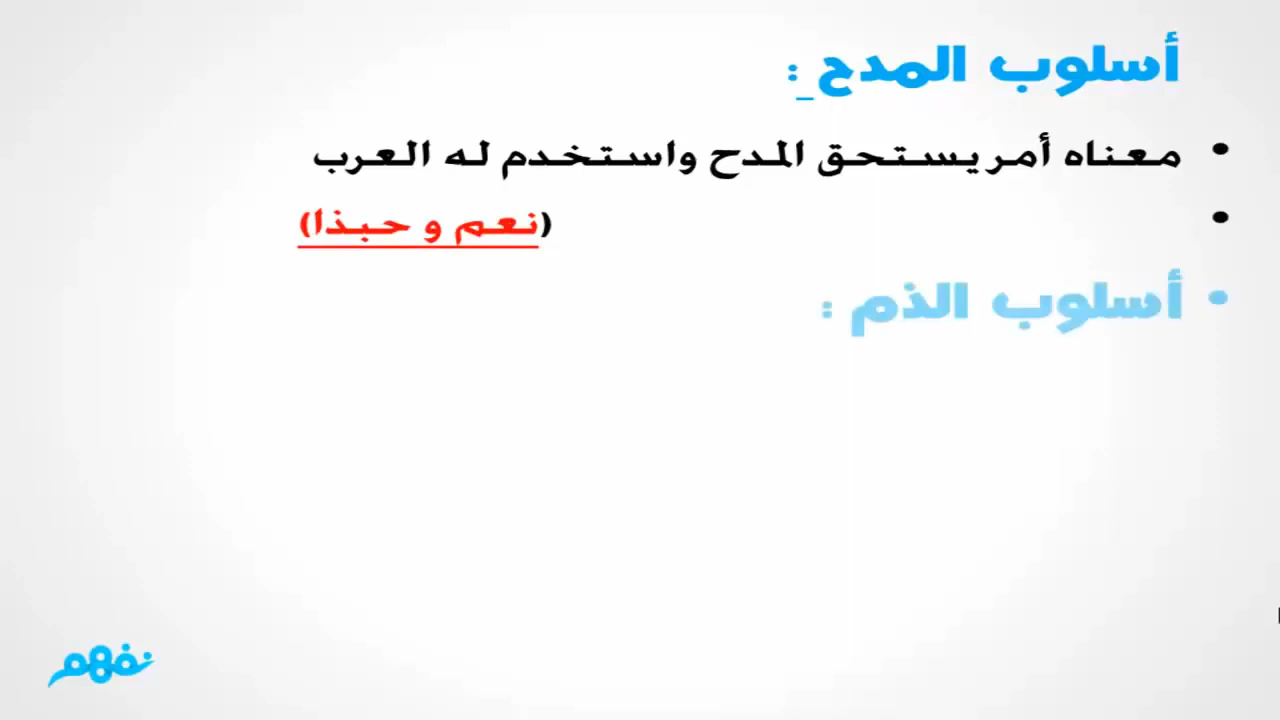 أسلوب المدح :
• معناه أمر يستحق المدح واستخدم له العرب
• (نعم و حبذا)
• أسلوب الذم :
نفهم